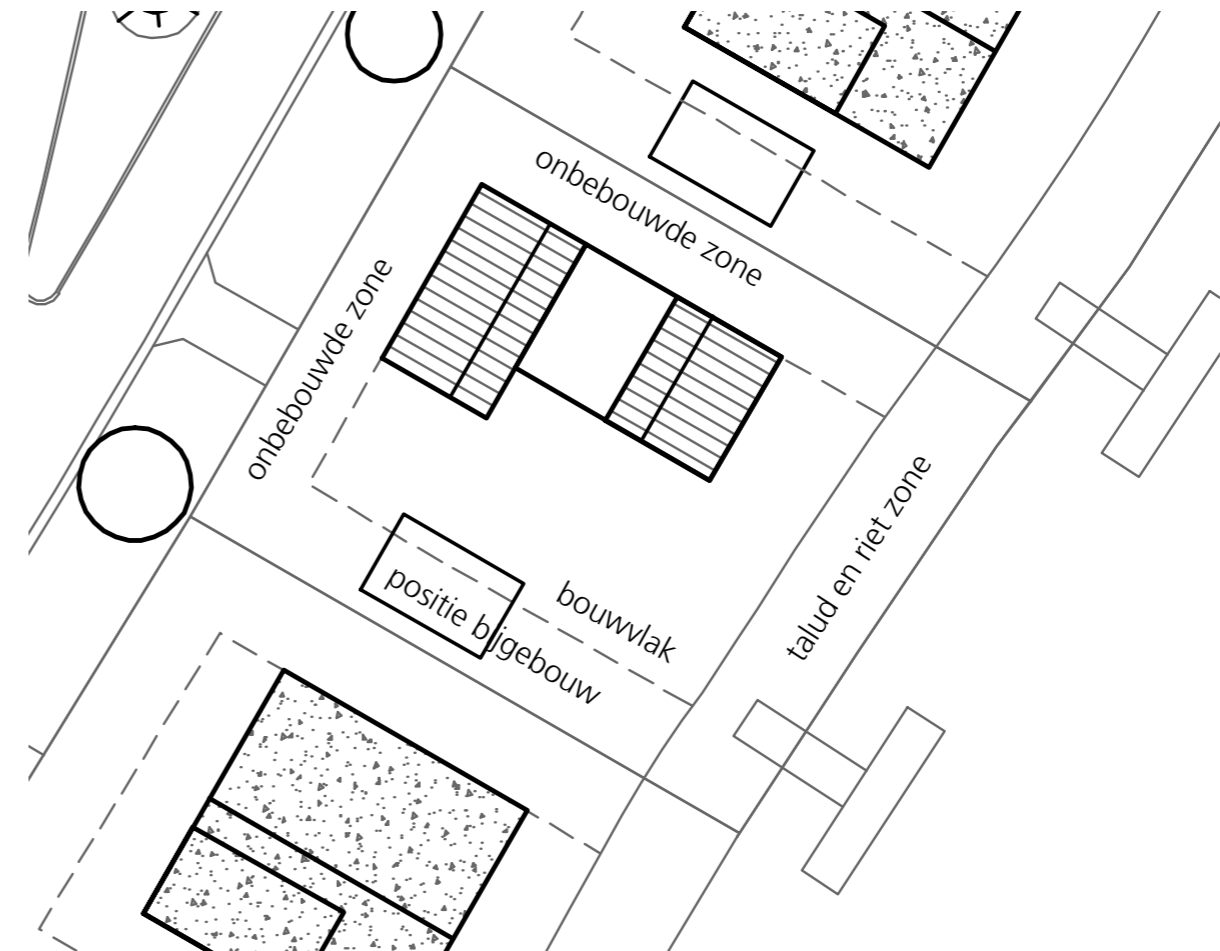 onbebouwde zone
onbebouwde zone
talud en riet zone
bouwvlak
positie bijgebouw